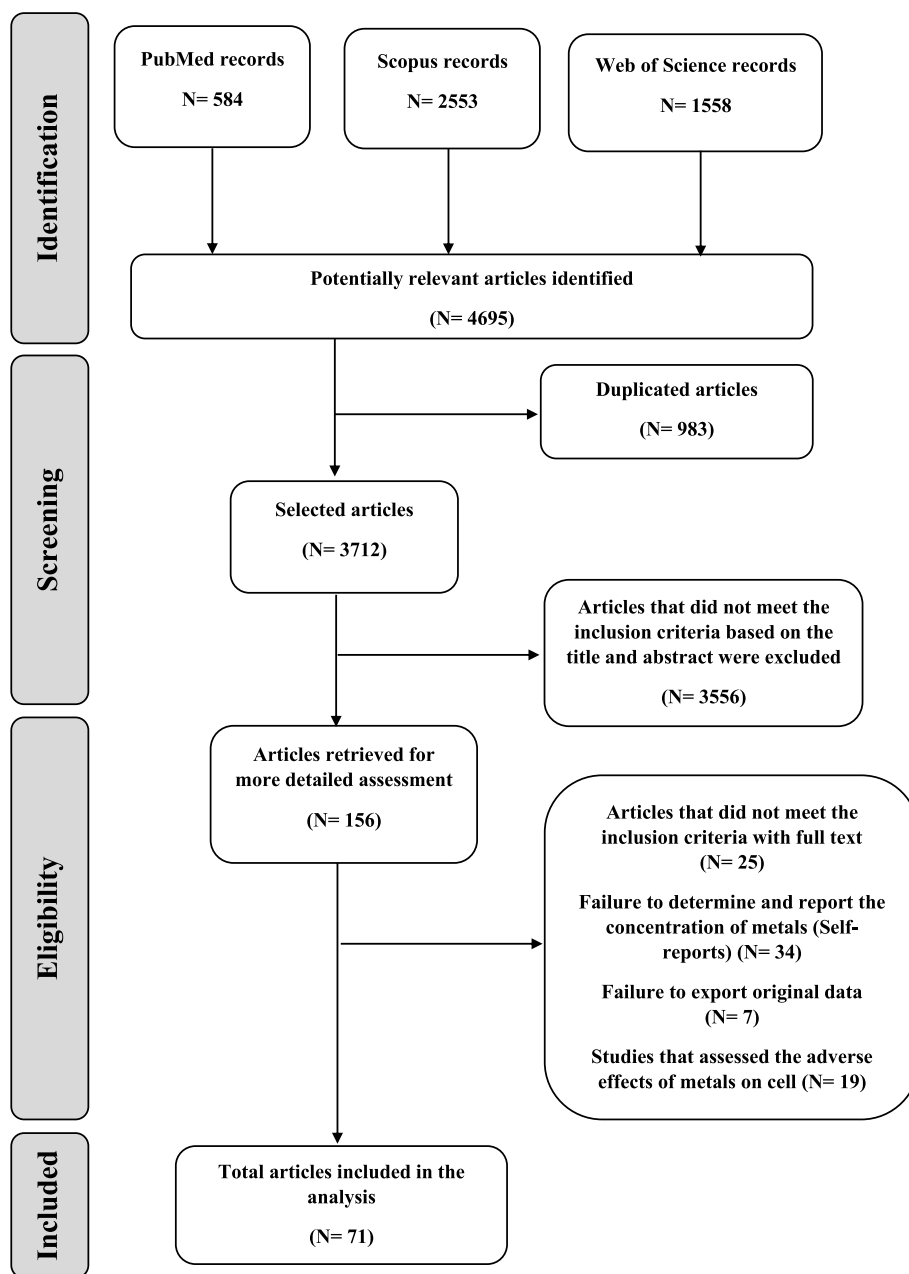 Identification
PubMed records
N= 584
Scopus records
N= 2553
Web of Science records
N= 1558
Potentially relevant articles identified
(N= 4695)
Screening
Duplicated articles
(N= 983)
Selected articles
(N= 3712)
Articles that did not meet the
inclusion criteria based on the
title and abstract were excluded
(N= 3556)
Eligibility
Articles retrieved for
more detailed assessment
(N= 156)
Articles that did not meet the
inclusion criteria with full text
(N= 25)
Failure to determine and report the
concentration of metals (Self-
reports) (N= 34)
Failure to export original data
(N= 7)
Studies that assessed the adverse
effects of metals on cell (N= 19)
Included
Total articles included in the
analysis
(N= 71)